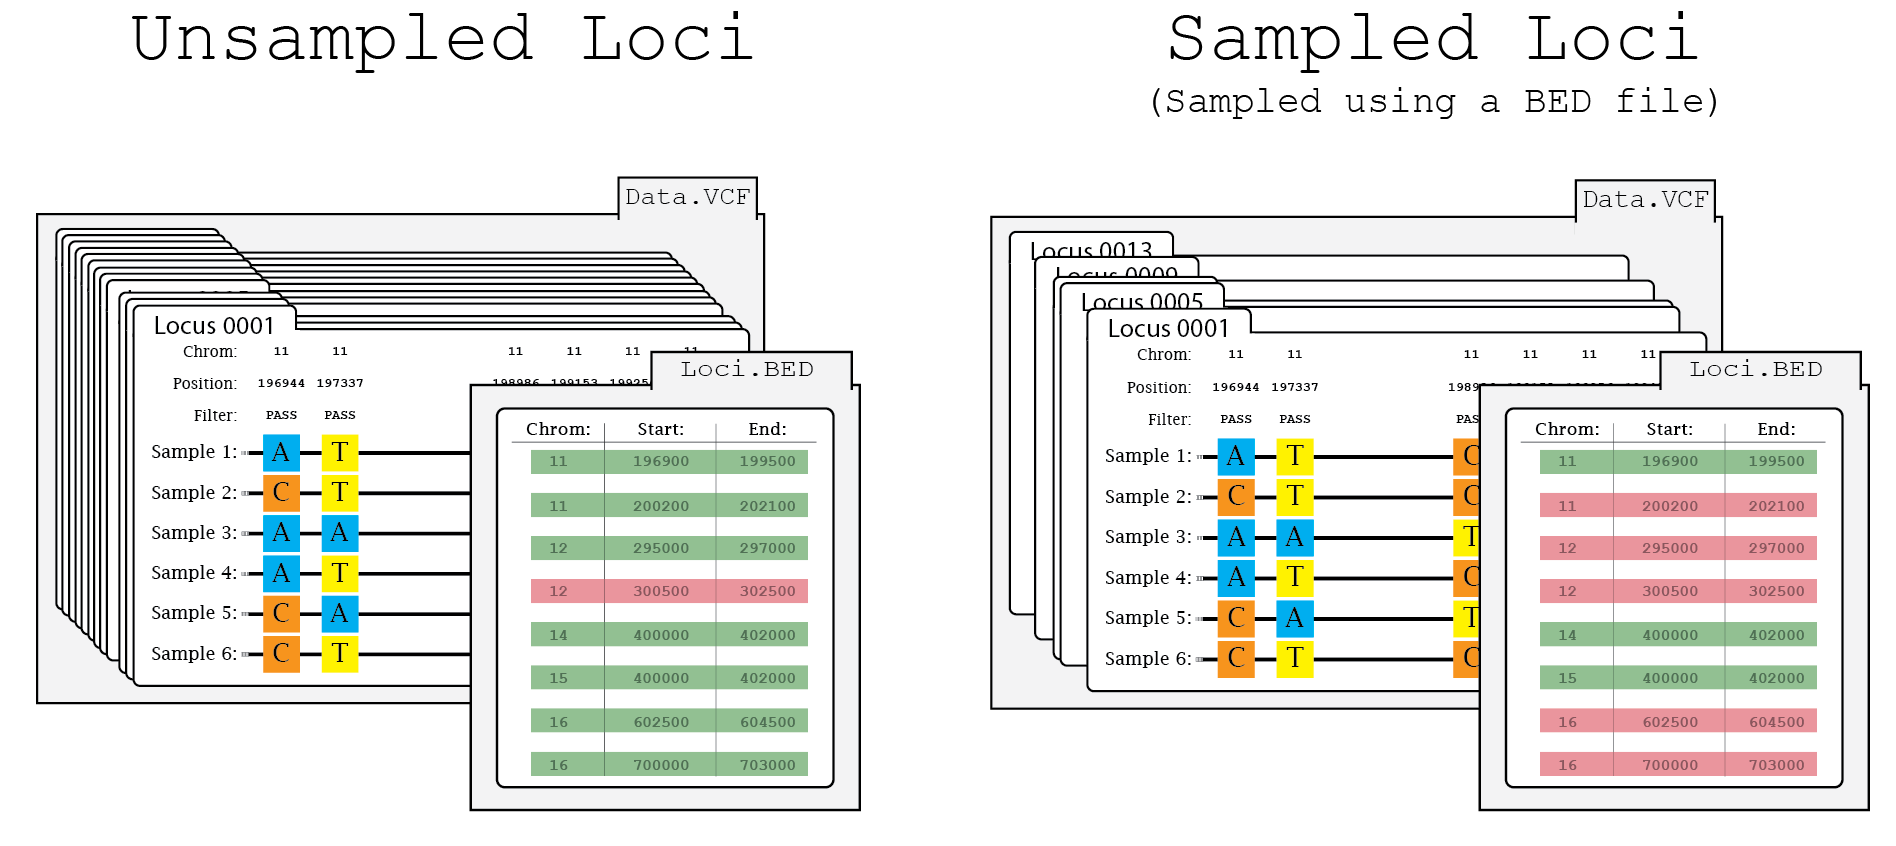 Unsampled Loci
Data.VCF
Locus 0001
Chrom: 11 11 11 11 11 11
Position: 196944 197337 198986 199153
Filter: PASS PASS
Sample 1: A T
Sample 2: C T
Sample 3: A A
Sample 4: A T
Sample 5: C A
Sample 6: C T
Loci.BED
Chrom: Start: End:
11 196900 199500
11 200200 202100
12 295000 297000
12 300500 302500
14 400000 402000
15 400000 402000
16 602500 604500
16 700000 703000
Sampled Loci
(Sampled using a BED file)
Data.VCF
Locus 0013
Locus 0009
Locus 0005
Locus 0001
Chrom: 11 11 11 11 11 11
Position: 196944 197337
Filter: PASS PASS
Sample 1: A T C
Sample 2: C T C
Sample 3: A A T
Sample 4: A T C
Sample 5: C A T
Sample 6: C T C
Loci.BED
Chrom: Start: End:
11 196900 199500
11 200200 202100
12 295000 297000
12 300500 302500
14 400000 402000
15 400000 402000
16 602500 604500
16 700000 703000